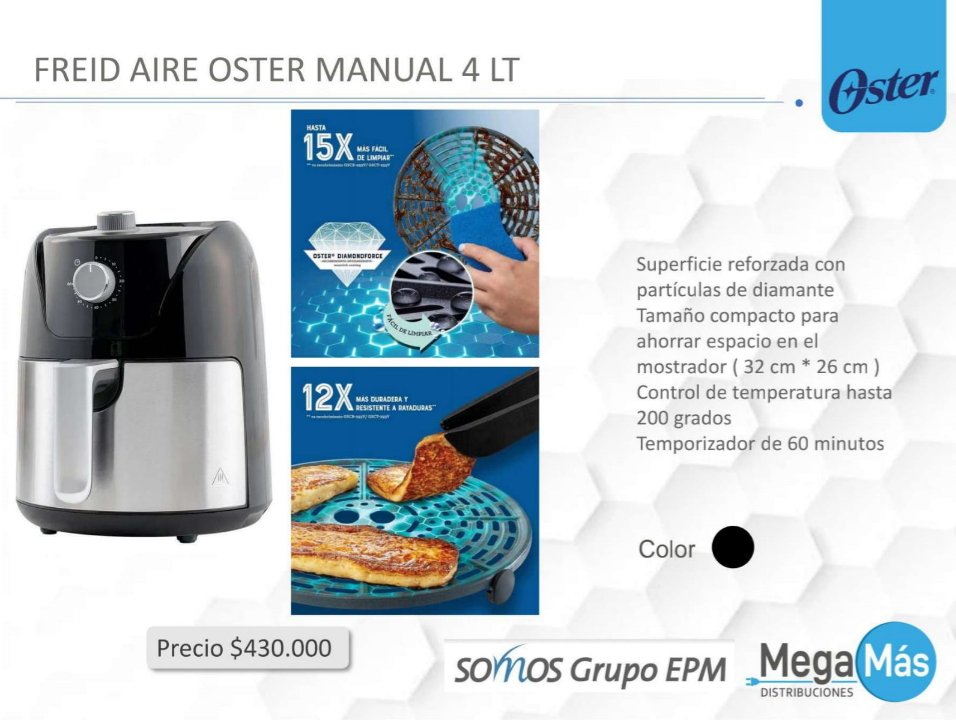 FREID AIRE OSTER MANUAL 4 LT
Oster
HASTA
15X MÁS FÁCIL
DE LIMPIAR**
OSTER® DIAMONDFORCE
FÁCIL DE LIMPIAR
12X MÁS DURADERA Y
RESISTENTE A RAYADURAS**
Superficie reforzada con
partículas de diamante
Tamaño compacto para
ahorrar espacio en el
mostrador ( 32 cm * 26 cm )
Control de temperatura hasta
200 grados
Temporizador de 60 minutos
Color
Precio $430.000
somos Grupo EPM
Mega Más
DISTRIBUCIONES